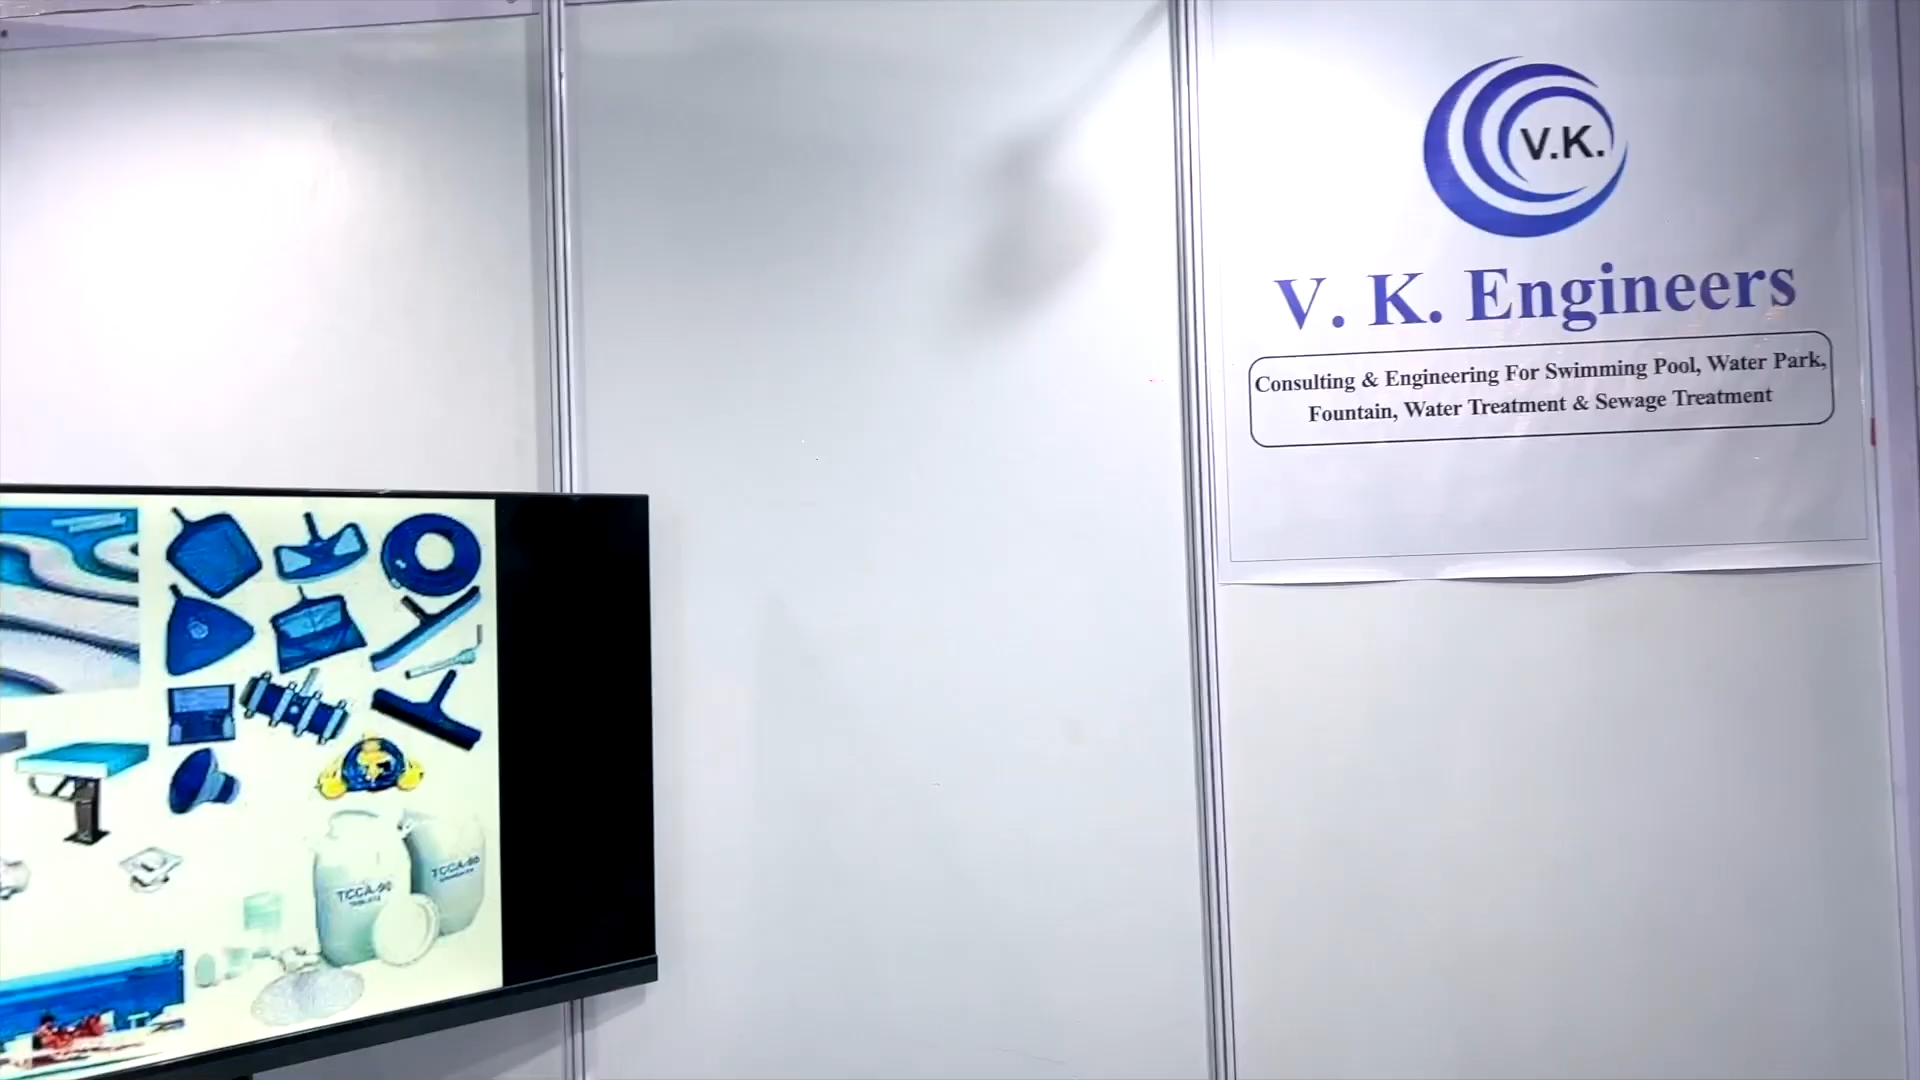 V.K.
V. K. Engineers
Consulting & Engineering For Swimming Pool, Water Park,
Fountain, Water Treatment & Sewage Treatment
TCCA-90
TCCA-90